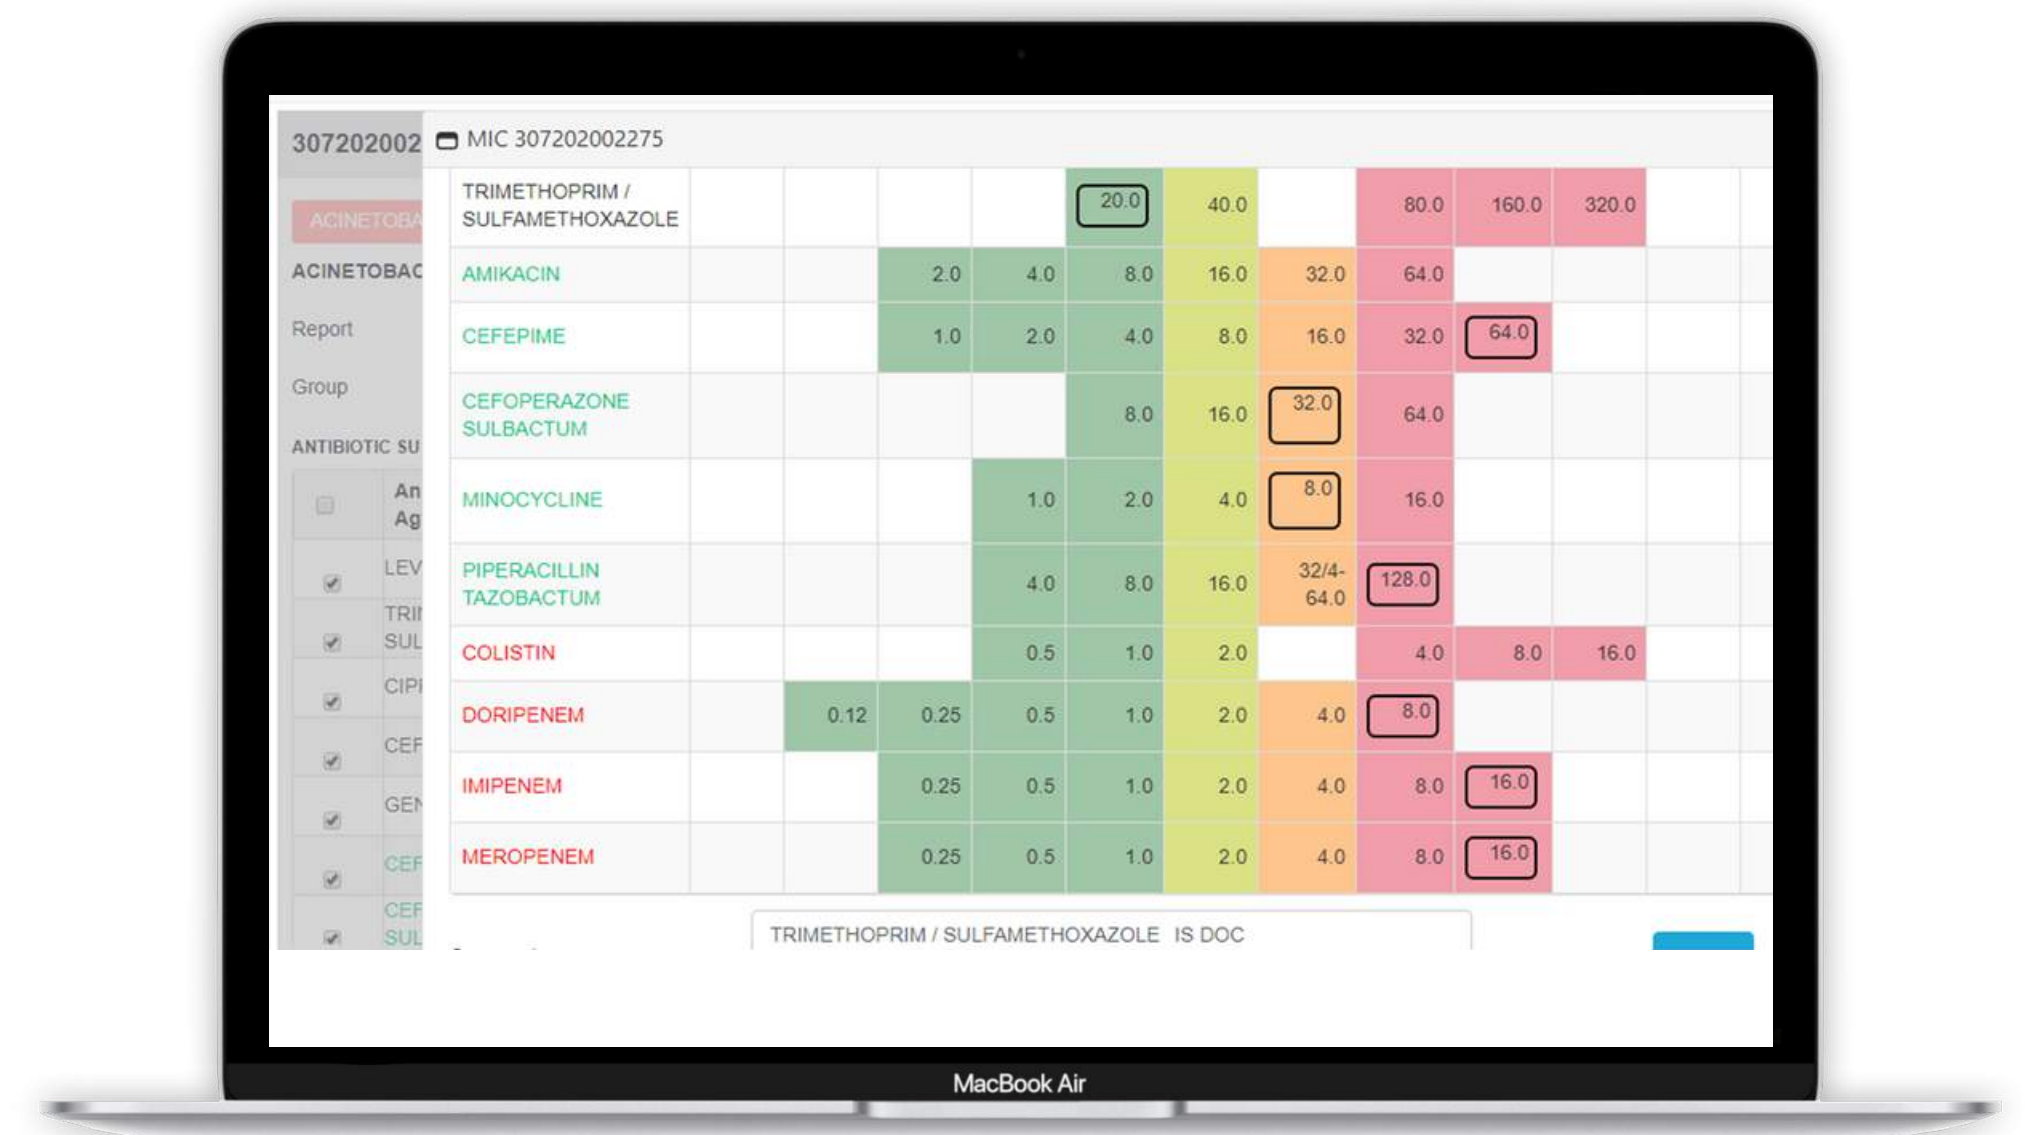 307202002
MIC 307202002275
ACINETOBA
ACINETOBAC
Report
Group
ANTIBIOTIC SU
An
Ag
LEV
TRI
SUL
CIP
CEF
GEN
CEF
CEF
SUL
TRIMETHOPRIM /
SULFAMETHOXAZOLE
20.0 40.0 80.0 160.0 320.0
AMIKACIN 2.0 4.0 8.0 16.0 32.0 64.0
CEFEPIME 1.0 2.0 4.0 8.0 16.0 32.0 64.0
CEFOPERAZONE
SULBACTUM
8.0 16.0 32.0 64.0
MINOCYCLINE 1.0 2.0 4.0 8.0 16.0
PIPERACILLIN
TAZOBACTUM
4.0 8.0 16.0 32/4-
64.0 128.0
COLISTIN 0.5 1.0 2.0 4.0 8.0 16.0
DORIPENEM 0.12 0.25 0.5 1.0 2.0 4.0 8.0
IMIPENEM 0.25 0.5 1.0 2.0 4.0 8.0 16.0
MEROPENEM 0.25 0.5 1.0 2.0 4.0 8.0 16.0
TRIMETHOPRIM / SULFAMETHOXAZOLE IS DOC
MacBook Air